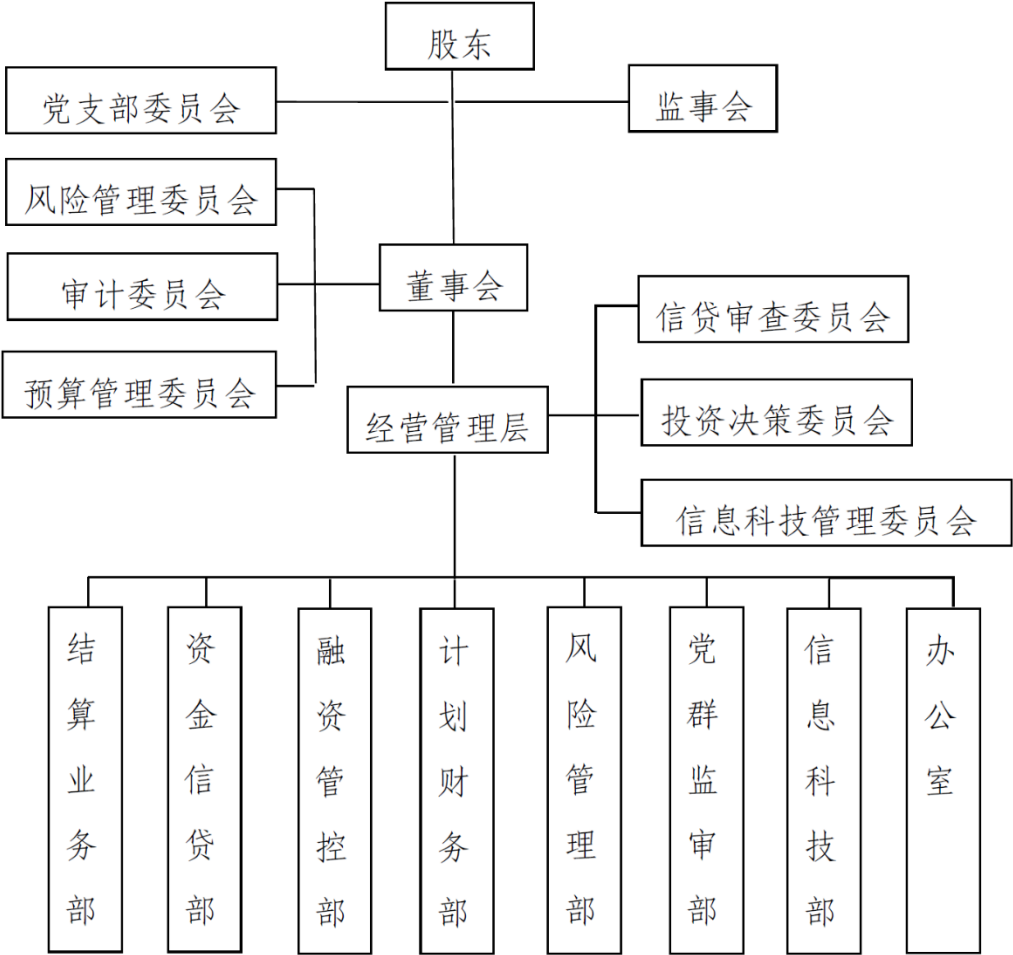 股东
党支部委员会
监事会
风险管理委员会
董事会
审计委员会
信贷审查委员会
预算管理委员会
经营管理层
投资决策委员会
信息科技管理委员会
结算业务部
资金信贷部
融资管控部
计划财务部
风险管理部
党群监审部
信息科技部
办公室